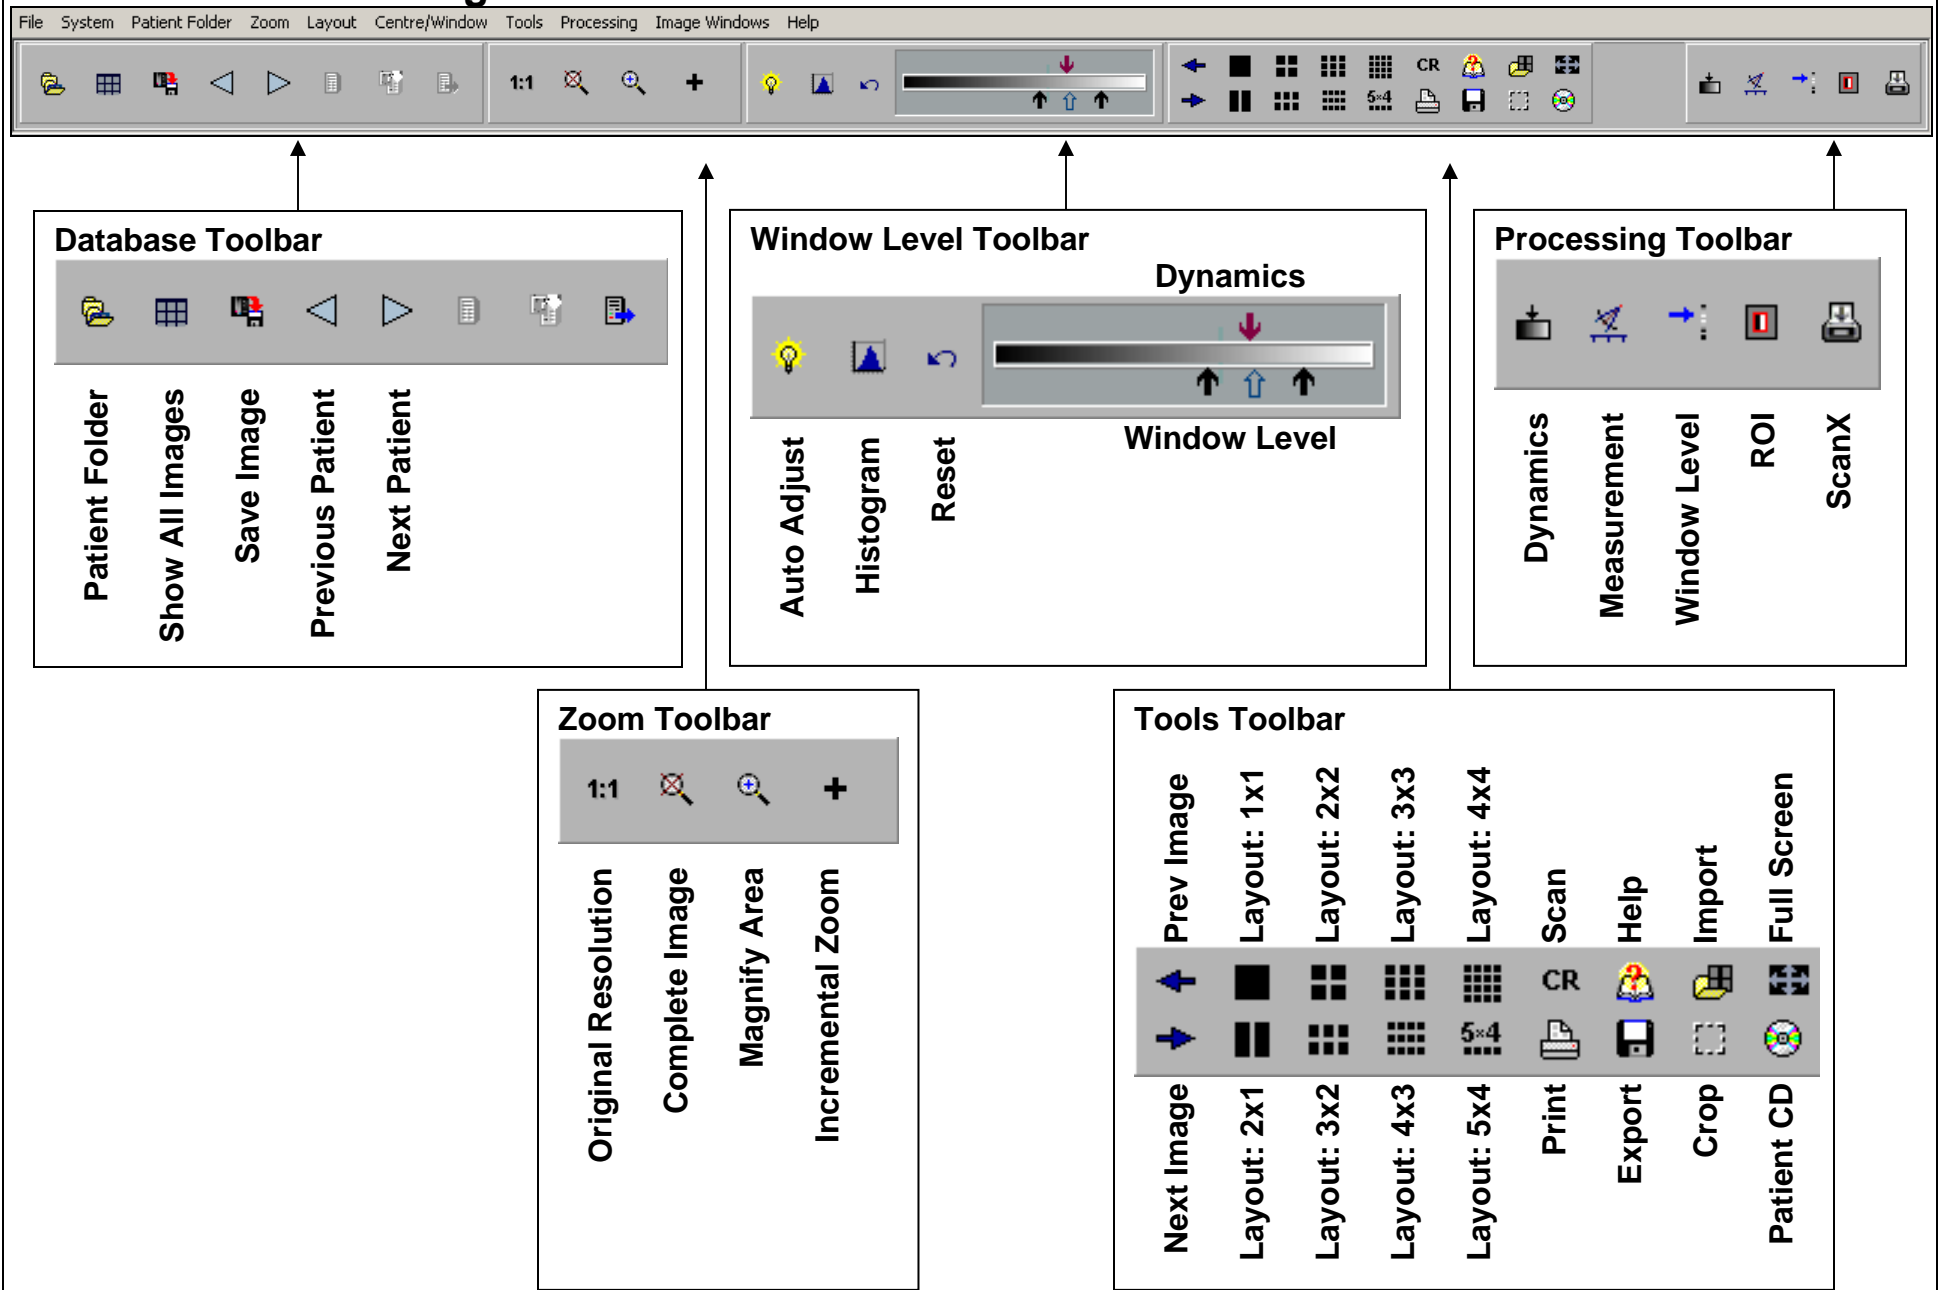 File System Patient Folder Zoom Layout Centre/Window Tools Processing Image Windows Help
1:1
CR
5×4
Database Toolbar
Patient Folder
Show All Images
Save Image
Previous Patient
Next Patient
Window Level Toolbar
Dynamics
Window Level
Auto Adjust
Histogram
Reset
Processing Toolbar
Dynamics
Measurement
Window Level
ROI
ScanX
Zoom Toolbar
1:1
Original Resolution
Complete Image
Magnify Area
Incremental Zoom
Tools Toolbar
Prev Image
Layout: 1x1
Layout: 2x2
Layout: 3x3
Layout: 4x4
Scan
Help
Import
Full Screen
CR
5×4
Next Image
Layout: 2x1
Layout: 3x2
Layout: 4x3
Layout: 5x4
Print
Export
Crop
Patient CD